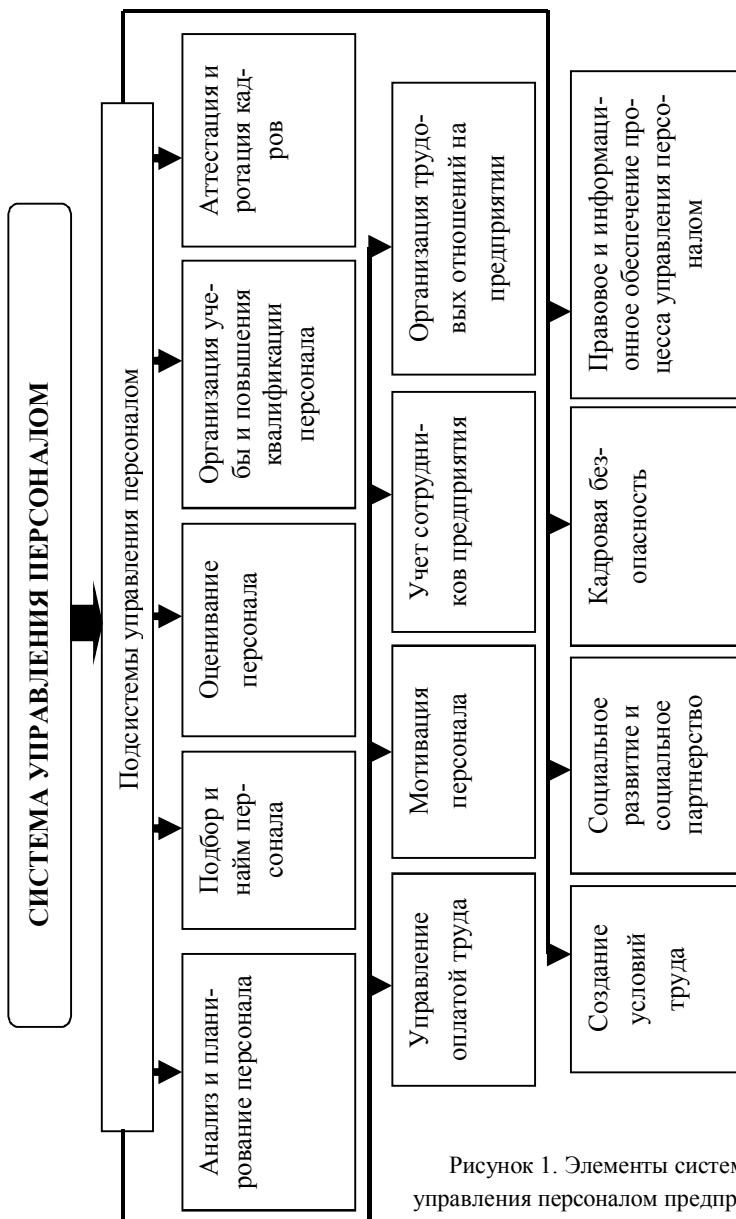 СИСТЕМА УПРАВЛЕНИЯ ПЕРСОНАЛОМ
Подсистемы управления персоналом
Анализ и плани-
рование персонала
Подбор и
найм пер-
сонала
Оценивание
персонала
Организация уче-
бы и повышения
квалификации
персонала
Аттестация и
ротация кад-
ров
Управление
оплатой труда
Мотивация
персонала
Учет сотрудни-
ков предприятия
Организация трудо-
вых отношений на
предприятии
Создание
условий
труда
Социальное
развитие и
социальное
партнерство
Кадровая без-
опасность
Правовое и информаци-
онное обеспечение про-
цесса управления персо-
налом
Рисунок 1. Элементы систем
управления персоналом предпр